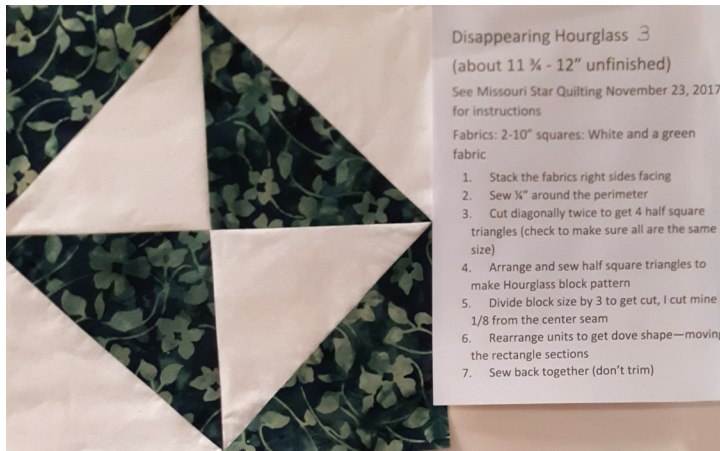 Disappearing Hourglass 3
(about 11 ¾ - 12” unfinished)
See Missouri Star Quilting November 23, 2017
for instructions
Fabrics: 2-10” squares: White and a green
fabric
1. Stack the fabrics right sides facing
2. Sew ¼” around the perimeter
3. Cut diagonally twice to get 4 half square
triangles (check to make sure all are the same
size)
4. Arrange and sew half square triangles to
make Hourglass block pattern
5. Divide block size by 3 to get cut, I cut mine
1/8 from the center seam
6. Rearrange units to get dove shape—moving
the rectangle sections
7. Sew back together (don’t trim)